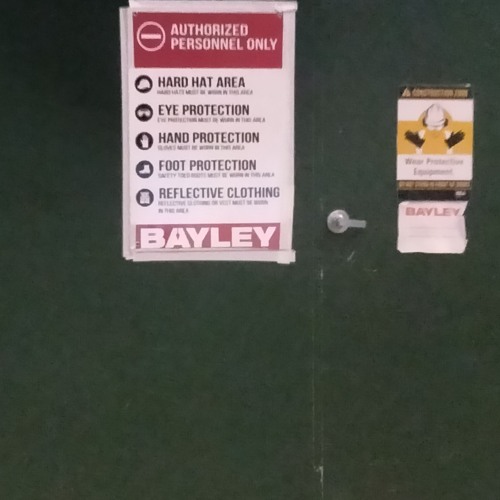 AUTHORIZED
PERSONNEL ONLY
HARD HAT AREA
HARD HATS MUST BE WORN IN THIS AREA
EYE PROTECTION
EYE PROTECTION MUST BE WORN IN THIS AREA
HAND PROTECTION
GLOVES MUST BE WORN IN THIS AREA
FOOT PROTECTION
SAFETY TOED BOOTS MUST BE WORN IN THIS AREA
REFLECTIVE CLOTHING
REFLECTIVE CLOTHING OR VEST MUST BE WORN
IN THIS AREA
BAYLEY
CONSTRUCTION ZONE
Wear Protective
Equipment
BAYLEY